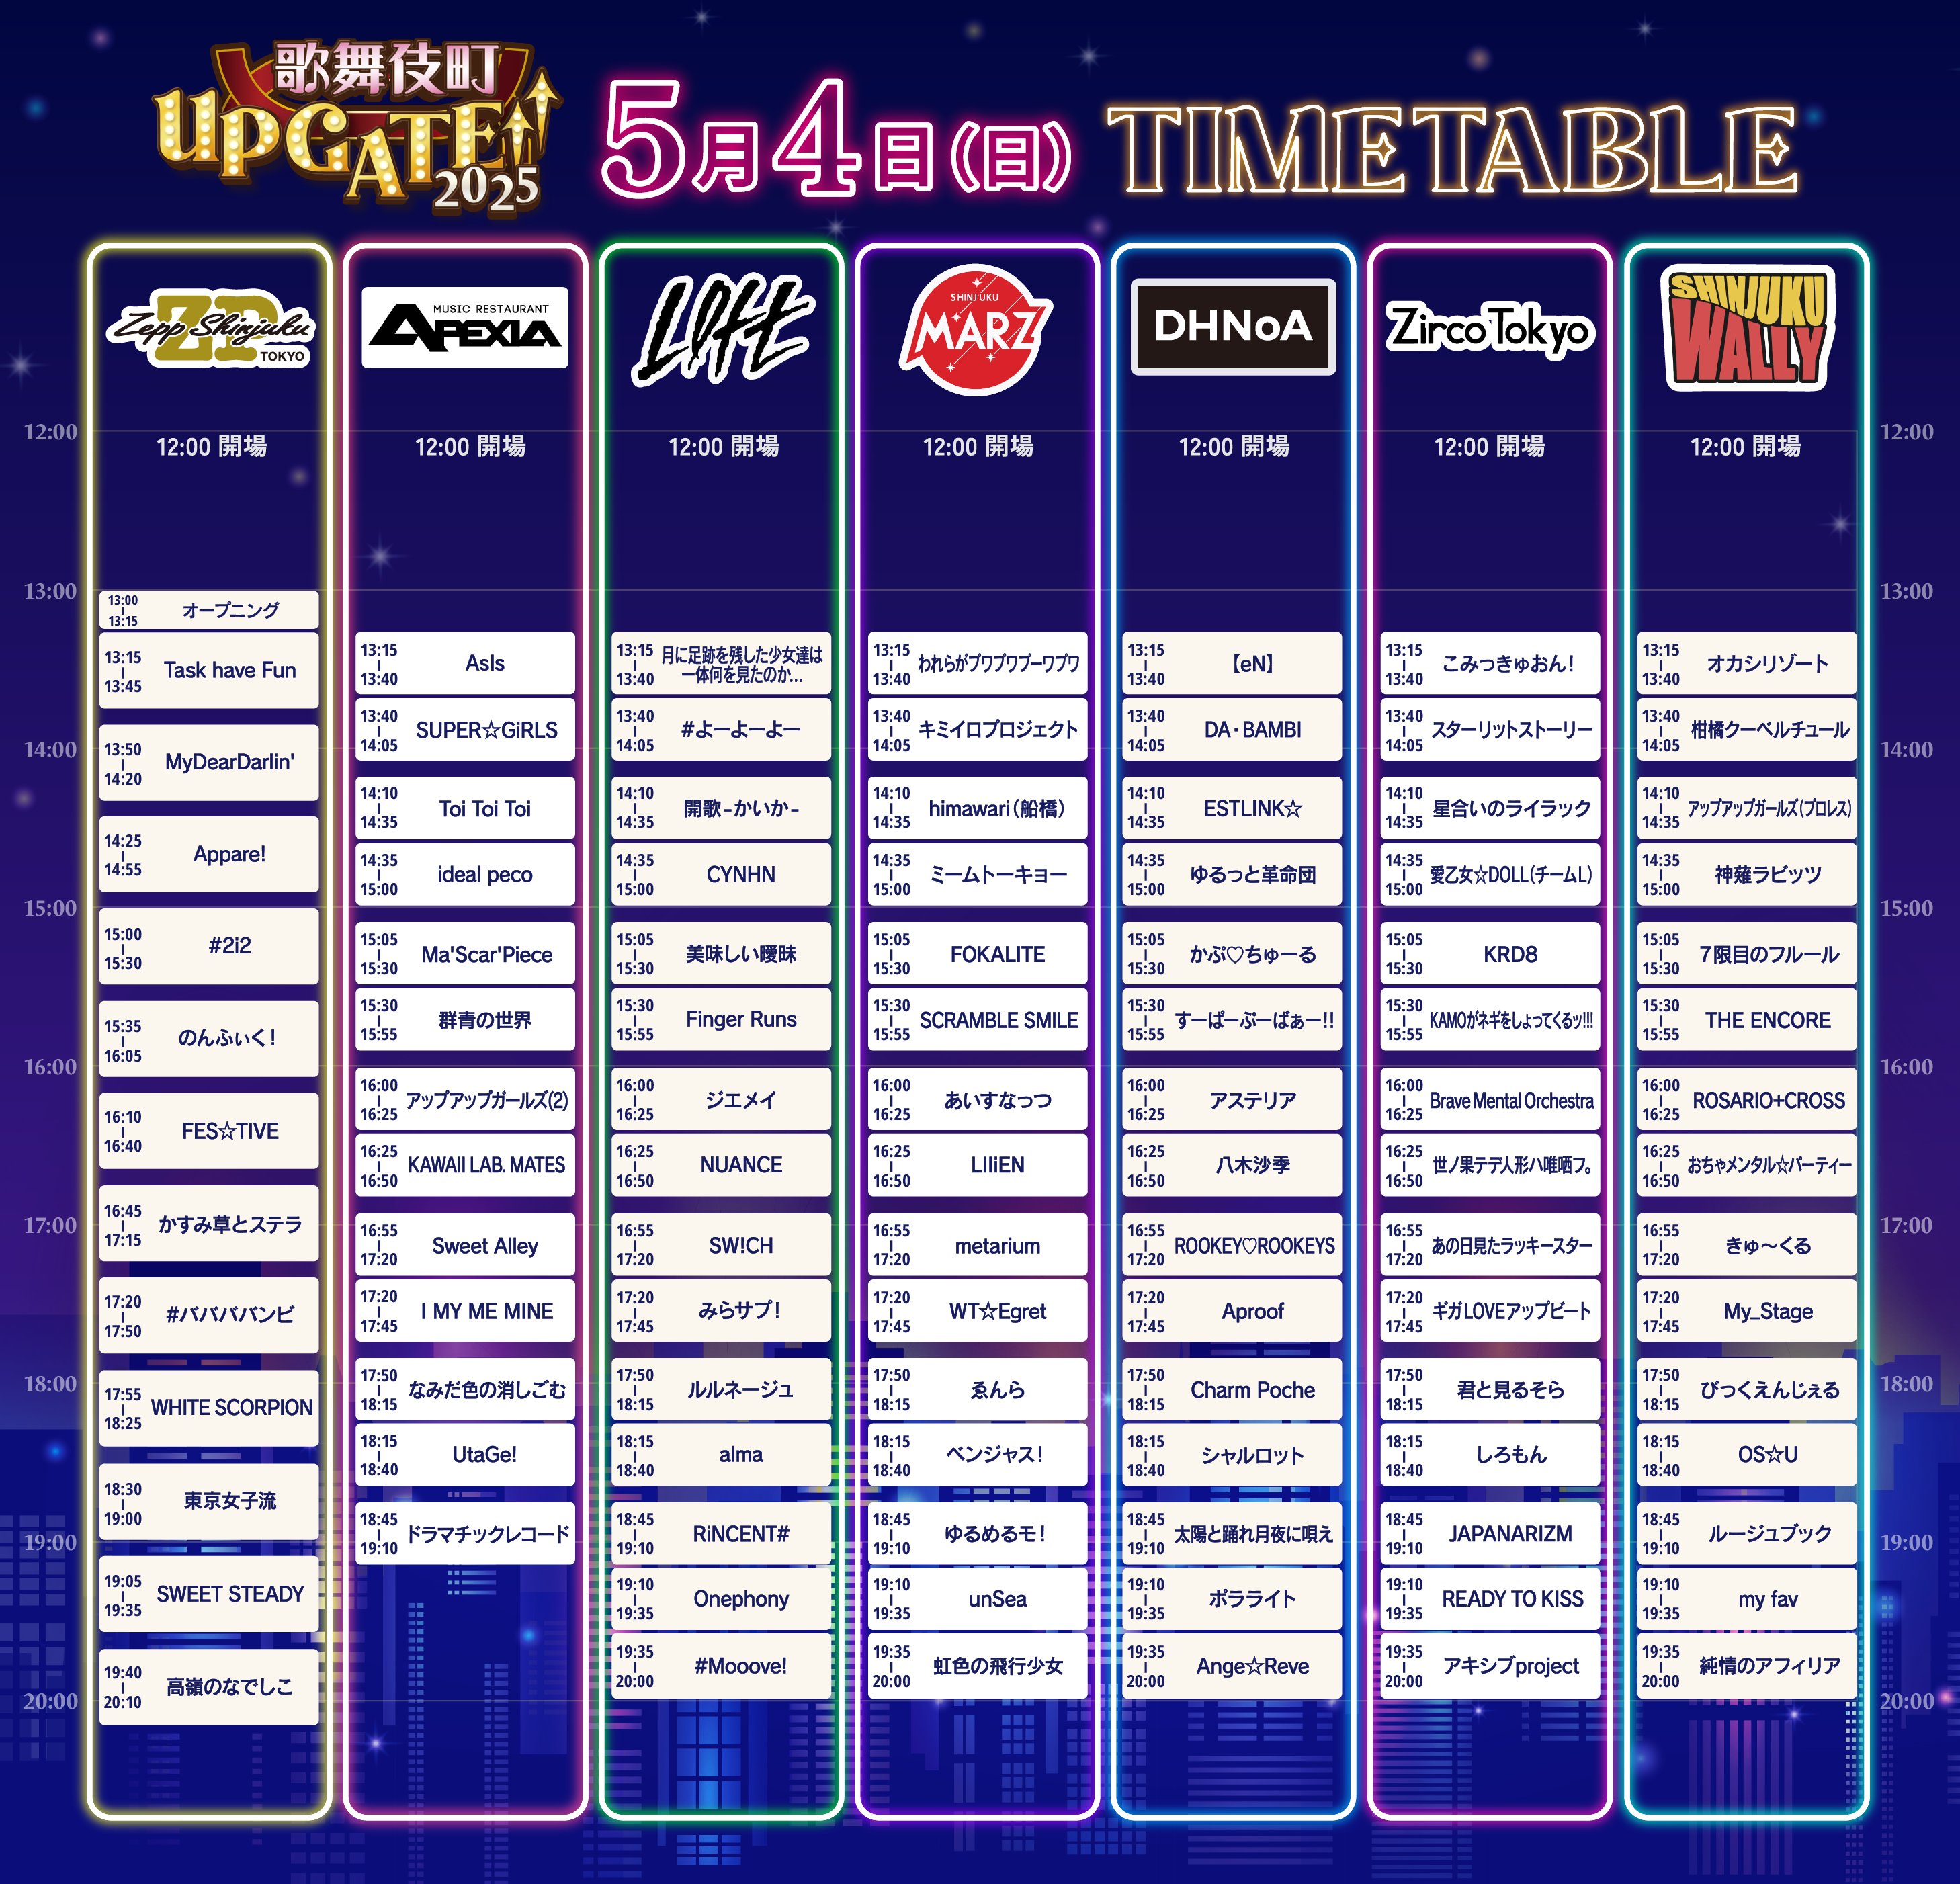 歌舞伎町
UPGATE!
2025
5月4日(日) TIMETABLE
Zepp Shinjuku
TOKYO
12:00 開場
13:00
13:15
オープニング
13:15
13:45
Task have Fun
13:50
14:20
MyDearDarlin'
14:25
14:55
Appare!
15:00
15:30
#2i2
15:35
16:05
のんふぃく!
16:10
16:40
FES☆TIVE
16:45
17:15
かすみ草とステラ
17:20
17:50
#ババババンビ
17:55
18:25
WHITE SCORPION
18:30
19:00
東京女子流
19:05
19:35
SWEET STEADY
19:40
20:10
高嶺のなでしこ
MUSIC RESTAURANT
APEXIA
12:00 開場
13:15
13:40
AsIs
13:40
14:05
SUPER☆GiRLS
14:10
14:35
Toi Toi Toi
14:35
15:00
ideal peco
15:05
15:30
Ma'Scar'Piece
15:30
15:55
群青の世界
16:00
16:25
アップアップガールズ(2)
16:25
16:50
KAWAII LAB. MATES
16:55
17:20
Sweet Alley
17:20
17:45
I MY ME MINE
17:50
18:15
なみだ色の消しごむ
18:15
18:40
UtaGe!
18:45
19:10
ドラマチックレコード
Loft
12:00 開場
13:15
13:40
月に足跡を残した少女達は
一体何を見たのか...
13:40
14:05
#よーよーよー
14:10
14:35
開歌-かいか-
14:35
15:00
CYNHN
15:05
15:30
美味しい曖昧
15:30
15:55
Finger Runs
16:00
16:25
ジエメイ
16:25
16:50
NUANCE
16:55
17:20
SW!CH
17:20
17:45
みらサプ!
17:50
18:15
ルルネージュ
18:15
18:40
alma
18:45
19:10
RiNCENT#
19:10
19:35
Onephony
19:35
20:00
#Mooove!
SHINJUKU
MARZ
12:00 開場
13:15
13:40
われらがプワプワプーワプワ
13:40
14:05
キミイロプロジェクト
14:10
14:35
himawari(船橋)
14:35
15:00
ミームトーキョー
15:05
15:30
FOKALITE
15:30
15:55
SCRAMBLE SMILE
16:00
16:25
あいすなっつ
16:25
16:50
LIIiEN
16:55
17:20
metarium
17:20
17:45
WT☆Egret
17:50
18:15
ゑんら
18:15
18:40
ベンジャス!
18:45
19:10
ゆるめるモ!
19:10
19:35
unSea
19:35
20:00
虹色の飛行少女
DHNoA
12:00 開場
13:15
13:40
【eN】
13:40
14:05
DA・BAMBI
14:10
14:35
ESTLINK☆
14:35
15:00
ゆるっと革命団
15:05
15:30
かぷ♡ちゅーる
15:30
15:55
すーぱーぷーばぁー!!
16:00
16:25
アステリア
16:25
16:50
八木沙季
16:55
17:20
ROOKEY♡ROOKEYS
17:20
17:45
Aproof
17:50
18:15
Charm Poche
18:15
18:40
シャルロット
18:45
19:10
太陽と踊れ月夜に唄え
19:10
19:35
ポラライト
19:35
20:00
Ange☆Reve
ZircoTokyo
12:00 開場
13:15
13:40
こみっきゅおん!
13:40
14:05
スターリットストーリー
14:10
14:35
星合いのライラック
14:35
15:00
愛乙女☆DOLL(チームL)
15:05
15:30
KRD8
15:30
15:55
KAMOがネギをしょってくるッ!!!
16:00
16:25
Brave Mental Orchestra
16:25
16:50
世ノ果テデ人形ハ唯哂フ。
16:55
17:20
あの日見たラッキースター
17:20
17:45
ギガLOVEアップビート
17:50
18:15
君と見るそら
18:15
18:40
しろもん
18:45
19:10
JAPANARIZM
19:10
19:35
READY TO KISS
19:35
20:00
アキシブproject
SHINJUKU
WALLY
12:00 開場
13:15
13:40
オカシリゾート
13:40
14:05
柑橘クーベルチュール
14:10
14:35
アップアップガールズ(プロレス)
14:35
15:00
神薙ラビッツ
15:05
15:30
7限目のフルール
15:30
15:55
THE ENCORE
16:00
16:25
ROSARIO+CROSS
16:25
16:50
おちゃメンタル☆パーティー
16:55
17:20
きゅ〜くる
17:20
17:45
My_Stage
17:50
18:15
びっくえんじぇる
18:15
18:40
OS☆U
18:45
19:10
ルージュブック
19:10
19:35
my fav
19:35
20:00
純情のアフィリア
12:00
13:00
14:00
15:00
16:00
17:00
18:00
19:00
20:00
12:00
13:00
14:00
15:00
16:00
17:00
18:00
19:00
20:00